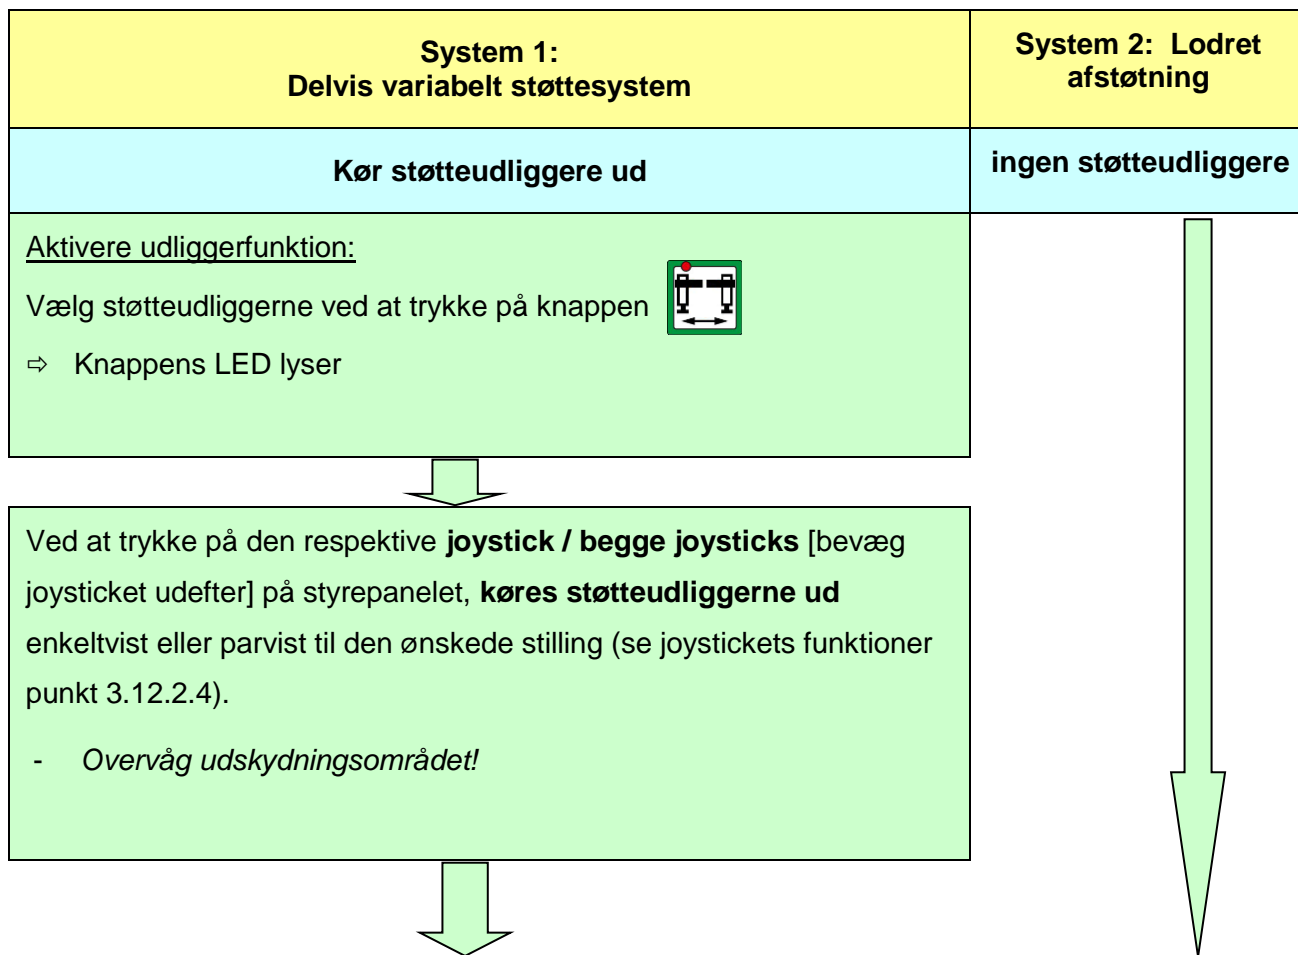 System 1:
Delvis variabelt støttesystem
System 2:  Lodret
afstøtning
Kør støtteudliggere ud
ingen støtteudliggere
Aktivere udliggerfunktion:
Vælg støtteudliggerne ved at trykke på knappen
⇨ Knappens LED lyser
Ved at trykke på den respektive joystick / begge joysticks [bevæg
joysticket udefter] på styrepanelet, køres støtteudliggerne ud
enkeltvist eller parvist til den ønskede stilling (se joystickets funktioner
punkt 3.12.2.4).
- Overvåg udskydningsområdet!